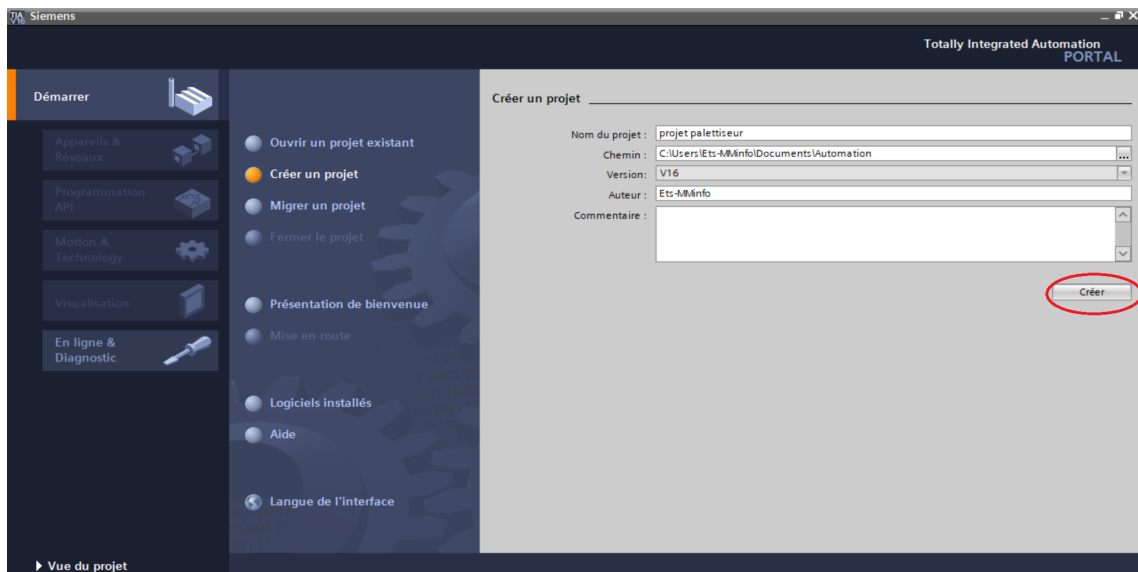 TIA V16 Siemens
Totally Integrated Automation
PORTAL
Démarrer
Appareils &
Réseaux
Programmation
API
Motion &
Technology
Visualisation
En ligne &
Diagnostic
Ouvrir un projet existant
Créer un projet
Migrer un projet
Fermer le projet
Présentation de bienvenue
Mise en route
Logiciels installés
Aide
Langue de l'interface
Créer un projet
Nom du projet : projet palettiseur
Chemin : C:\Users\Ets-MMinfo\Documents\Automation ...
Version: V16
Auteur : Ets-MMinfo
Commentaire :
Créer
Vue du projet